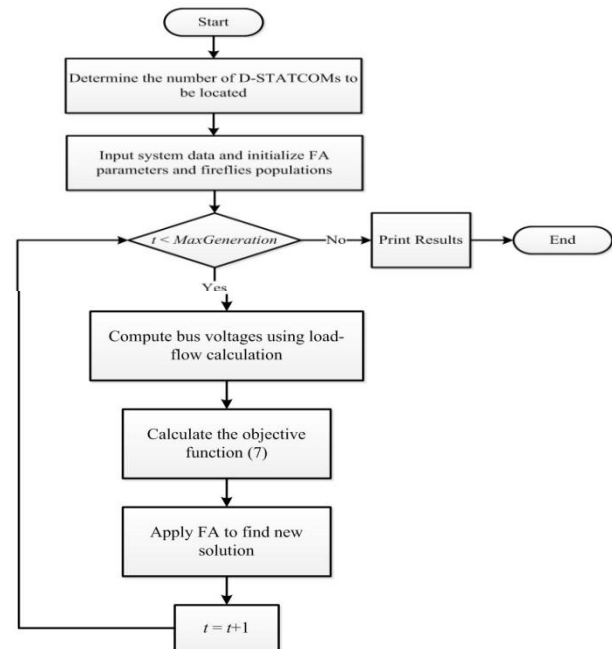 Start
Determine the number of D-STATCOMs to
be located
Input system data and initialize FA
parameters and fireflies populations
t < MaxGeneration
No
Print Results
End
Yes
Compute bus voltages using load-
flow calculation
Calculate the objective
function (7)
Apply FA to find new
solution
t = t+1